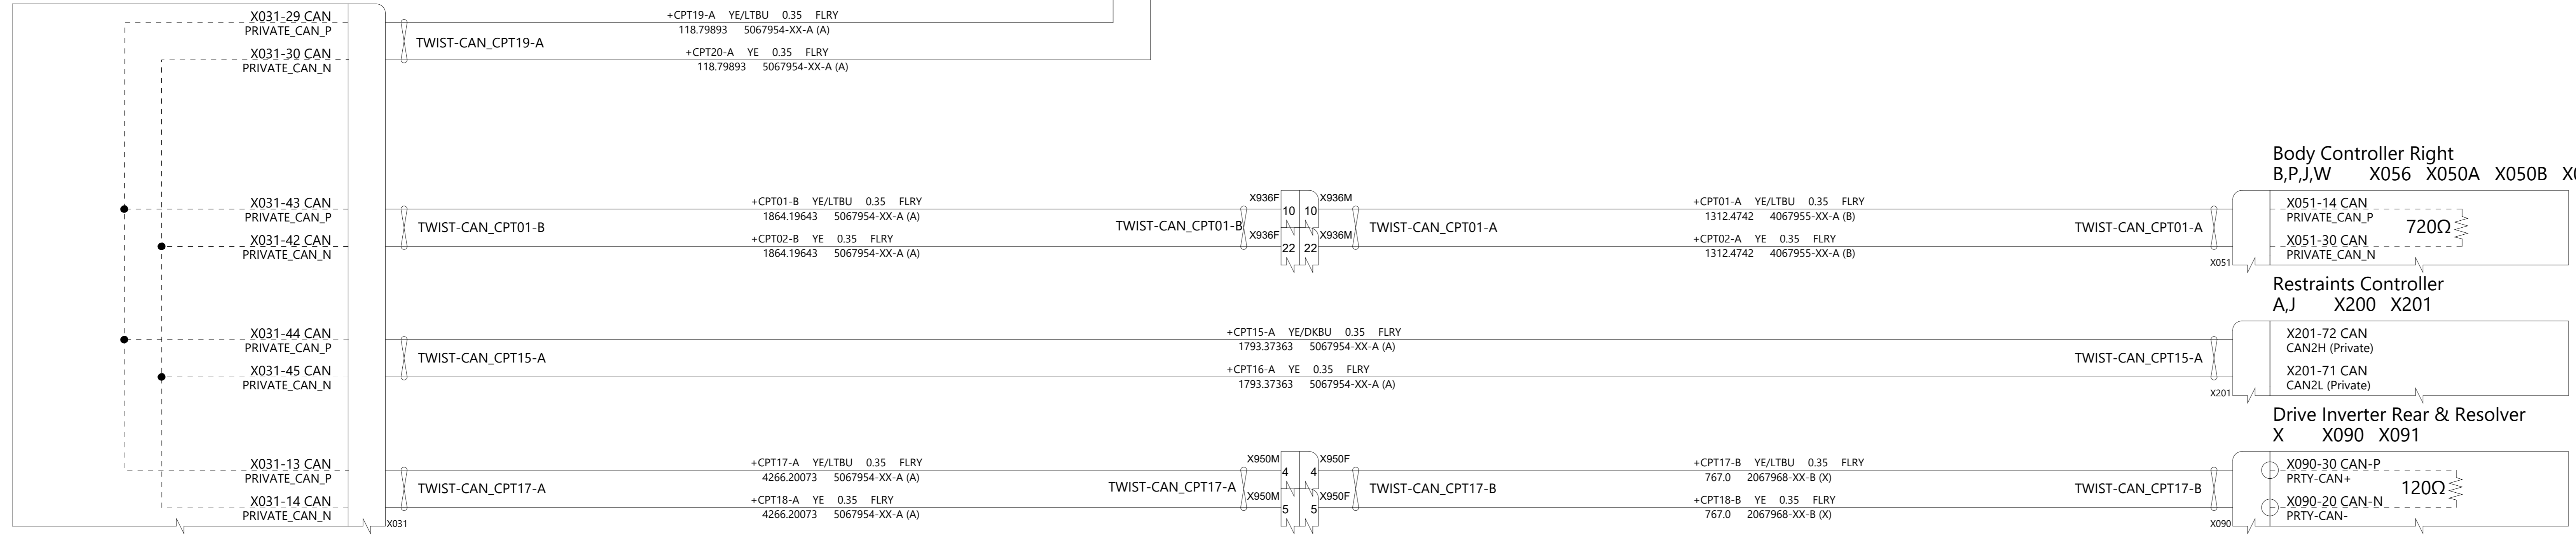 X031-29 CAN
PRIVATE_CAN_P
X031-30 CAN
PRIVATE_CAN_N
TWIST-CAN_CPT19-A
+CPT19-A YE/LTBU 0.35 FLRY
118.79893 5067954-XX-A (A)
+CPT20-A YE 0.35 FLRY
118.79893 5067954-XX-A (A)
X031-43 CAN
PRIVATE_CAN_P
X031-42 CAN
PRIVATE_CAN_N
TWIST-CAN_CPT01-B
+CPT01-B YE/LTBU 0.35 FLRY
1864.19643 5067954-XX-A (A)
+CPT02-B YE 0.35 FLRY
1864.19643 5067954-XX-A (A)
TWIST-CAN_CPT01-B
X936F 10 10 X936M
X936F 22 22 X936M
TWIST-CAN_CPT01-A
+CPT01-A YE/LTBU 0.35 FLRY
1312.4742 4067955-XX-A (B)
+CPT02-A YE 0.35 FLRY
1312.4742 4067955-XX-A (B)
TWIST-CAN_CPT01-A
Body Controller Right
B,P,J,W X056 X050A X050B
X051-14 CAN
PRIVATE_CAN_P
720Ω
X051-30 CAN
PRIVATE_CAN_N
X051
X031-44 CAN
PRIVATE_CAN_P
X031-45 CAN
PRIVATE_CAN_N
TWIST-CAN_CPT15-A
+CPT15-A YE/DKBU 0.35 FLRY
1793.37363 5067954-XX-A (A)
+CPT16-A YE 0.35 FLRY
1793.37363 5067954-XX-A (A)
TWIST-CAN_CPT15-A
Restraints Controller
A,J X200 X201
X201-72 CAN
CAN2H (Private)
X201-71 CAN
CAN2L (Private)
X201
X031-13 CAN
PRIVATE_CAN_P
X031-14 CAN
PRIVATE_CAN_N
X031
TWIST-CAN_CPT17-A
+CPT17-A YE/LTBU 0.35 FLRY
4266.20073 5067954-XX-A (A)
+CPT18-A YE 0.35 FLRY
4266.20073 5067954-XX-A (A)
TWIST-CAN_CPT17-A
X950M 4 4 X950F
X950M 5 5 X950F
TWIST-CAN_CPT17-B
+CPT17-B YE/LTBU 0.35 FLRY
767.0 2067968-XX-B (X)
+CPT18-B YE 0.35 FLRY
767.0 2067968-XX-B (X)
TWIST-CAN_CPT17-B
Drive Inverter Rear & Resolver
X X090 X091
X090-30 CAN-P
PRTY-CAN+
120Ω
X090-20 CAN-N
PRTY-CAN-
X090